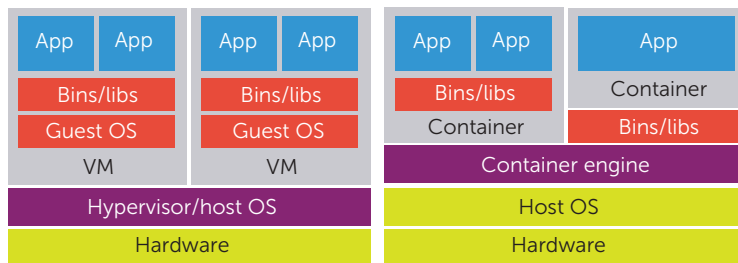 App App
Bins/libs
Guest OS
VM
App App
Bins/libs
Guest OS
VM
Hypervisor/host OS
Hardware
App App
Bins/libs
Container
App
Container
Bins/libs
Container engine
Host OS
Hardware